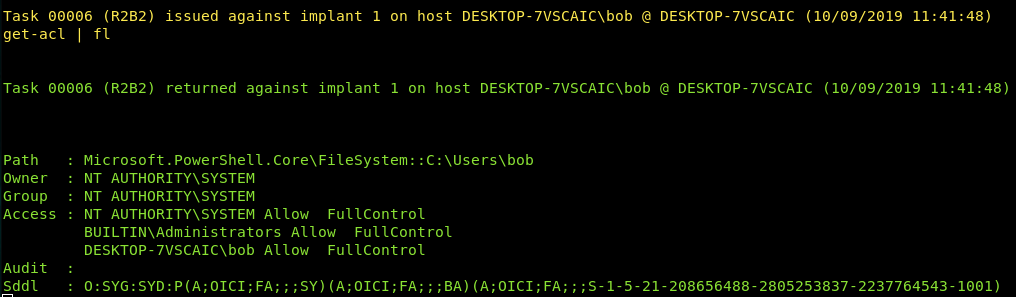 Task 00006 (R2B2) issued against implant 1 on host DESKTOP-7VSCAIC\bob @ DESKTOP-7VSCAIC (10/09/2019 11:41:48)
get-acl | fl
Task 00006 (R2B2) returned against implant 1 on host DESKTOP-7VSCAIC\bob @ DESKTOP-7VSCAIC (10/09/2019 11:41:48)
Path   : Microsoft.PowerShell.Core\FileSystem::C:\Users\bob
Owner  : NT AUTHORITY\SYSTEM
Group  : NT AUTHORITY\SYSTEM
Access : NT AUTHORITY\SYSTEM Allow  FullControl
         BUILTIN\Administrators Allow  FullControl
         DESKTOP-7VSCAIC\bob Allow  FullControl
Audit  :
Sddl   : O:SYG:SYD:P(A;OICI;FA;;;SY)(A;OICI;FA;;;BA)(A;OICI;FA;;;S-1-5-21-208656488-2805253837-2237764543-1001)